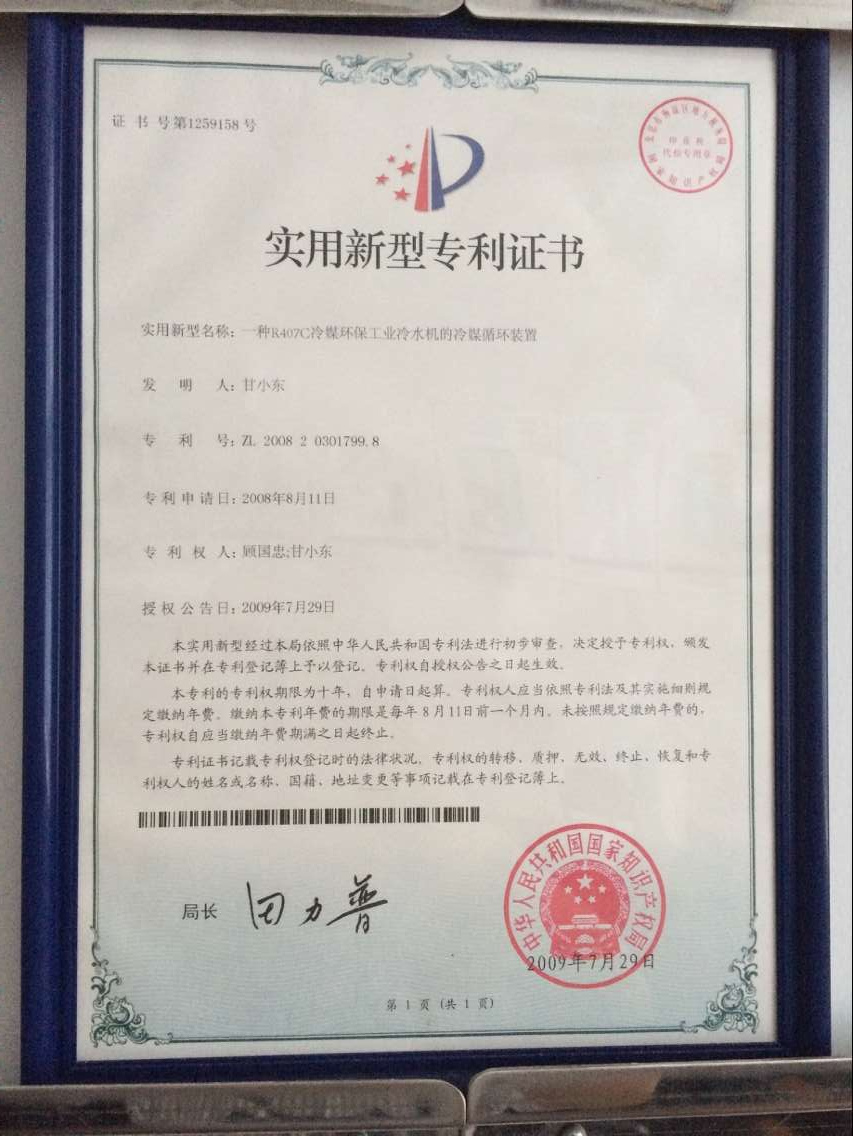 证 书 号第1259158号
印花税
代扣专用章
实用新型专利证书
实用新型名称：一种R407C冷媒环保工业冷水机的冷媒循环装置
发 明 人：甘小东
专 利 号：ZL 2008 2 0301799.8
专利申请日：2008年8月11日
专 利 权 人：顾国忠;甘小东
授权公告日：2009年7月29日
本实用新型经过本局依照中华人民共和国专利法进行初步审查，决定授予专利权，颁发
本证书并在专利登记簿上予以登记。专利权自授权公告之日起生效。
本专利的专利权期限为十年，自申请日起算。专利权人应当依照专利法及其实施细则规
定缴纳年费。缴纳本专利年费的期限是每年 8 月 11 日前一个月内。未按照规定缴纳年费的，
专利权自应当缴纳年费期满之日起终止。
专利证书记载专利权登记时的法律状况。专利权的转移、质押、无效、终止、恢复和专
利权人的姓名或名称、国籍、地址变更等事项记载在专利登记簿上。
局长 田力普
中华人民共和国国家知识产权局
2009年7月29日
第 1 页 (共 1 页)